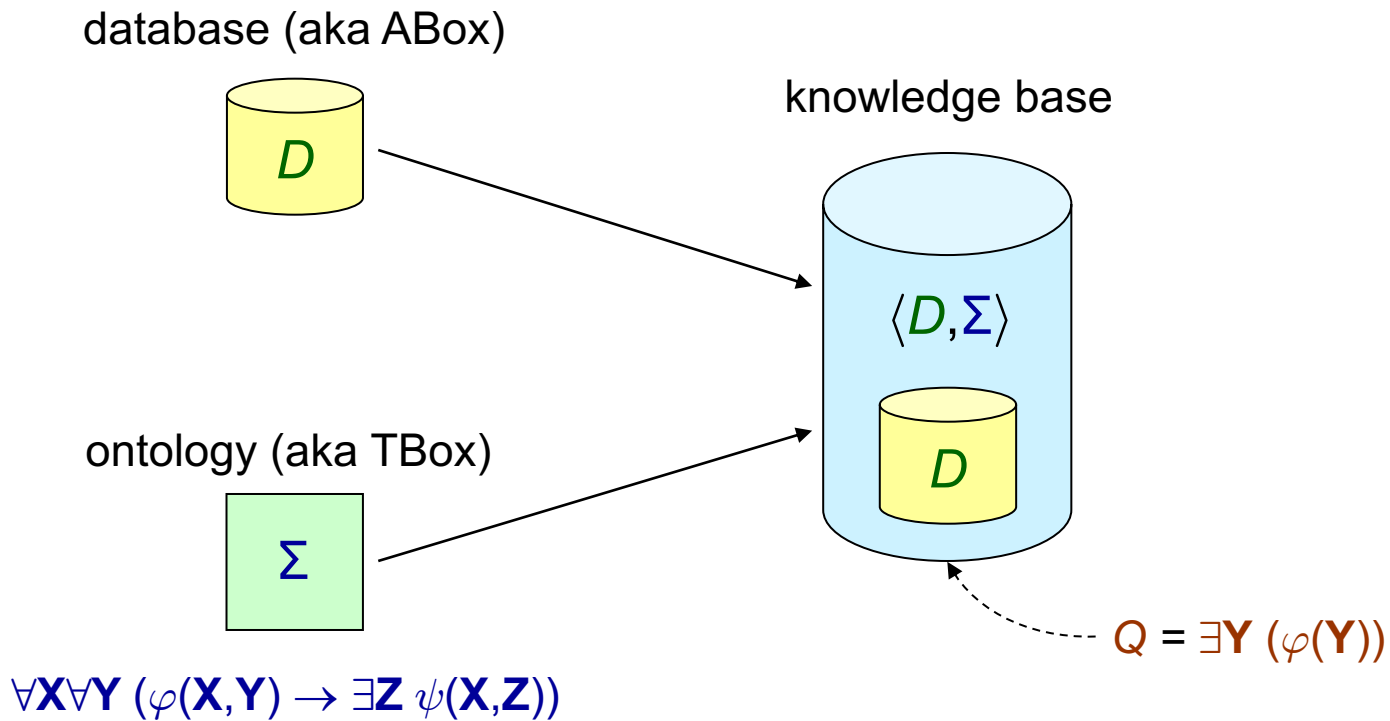 database (aka ABox)
D
knowledge base
⟨D,Σ⟩
D
ontology (aka TBox)
Σ
Q = ∃Y (φ(Y))
∀X∀Y (φ(X,Y) → ∃Z ψ(X,Z))